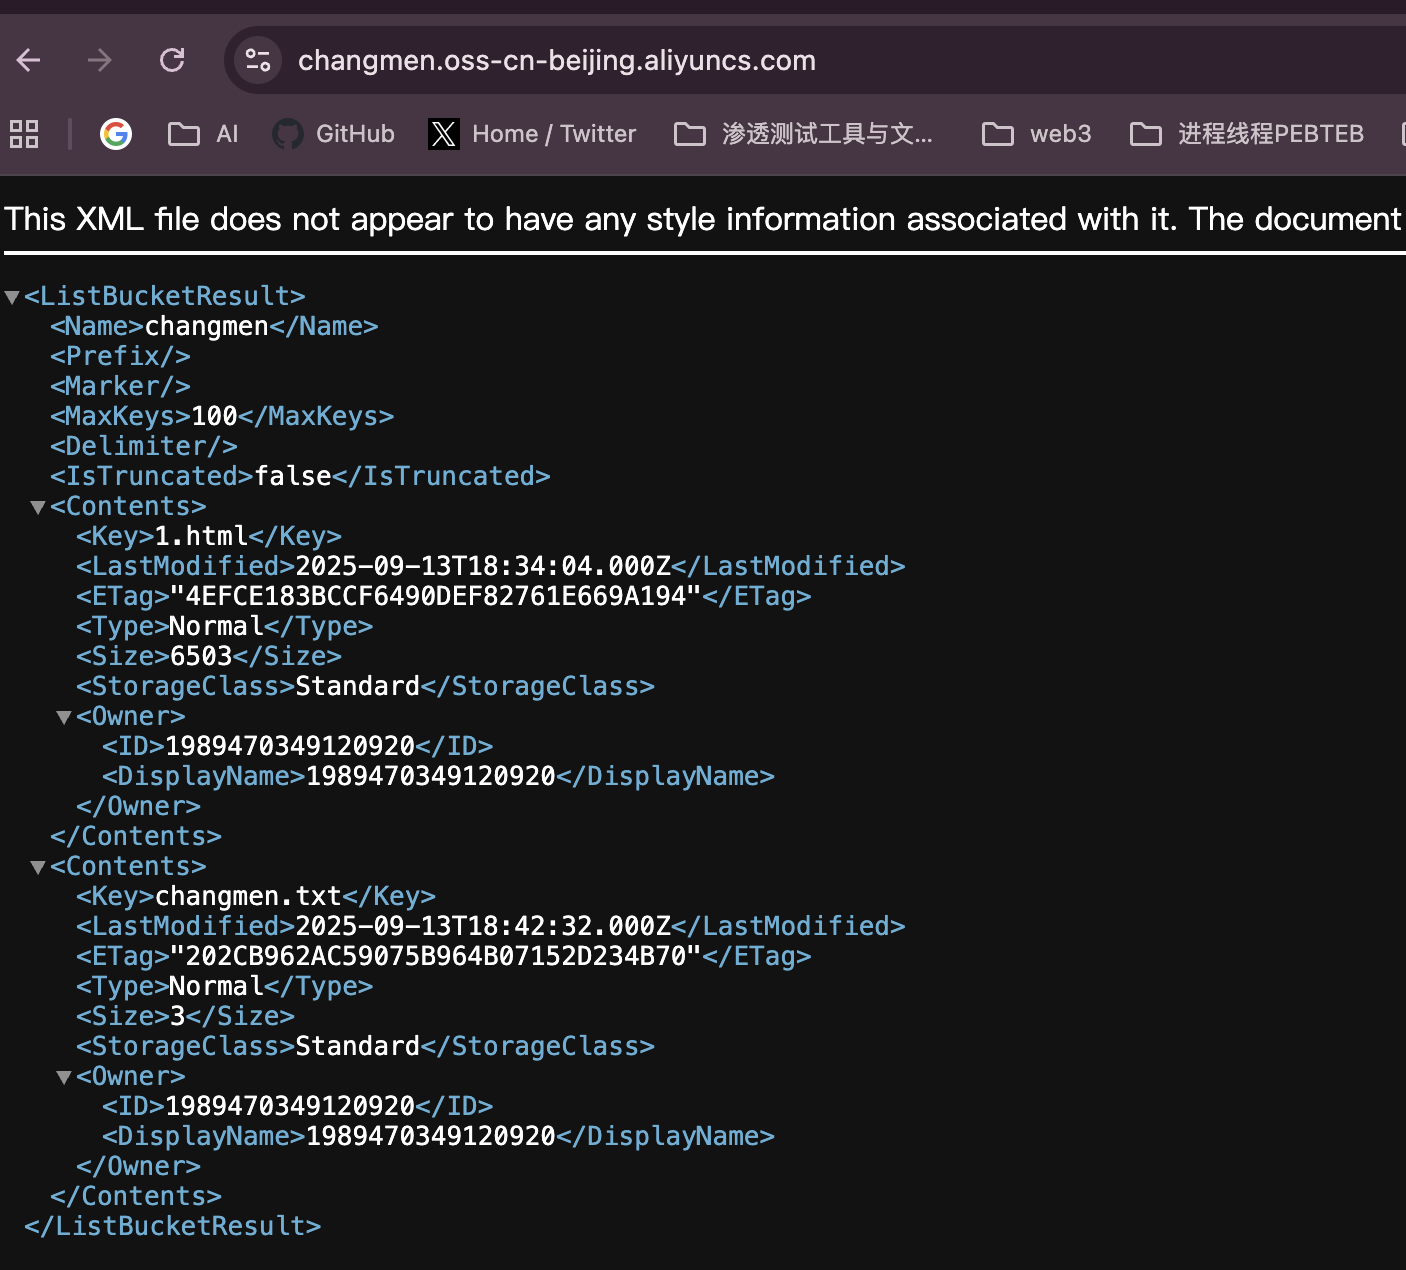 changmen.oss-cn-beijing.aliyuncs.com
AI GitHub Home / Twitter 渗透测试工具与文... web3 进程线程PEBTEB
This XML file does not appear to have any style information associated with it. The document
<ListBucketResult>
<Name>changmen</Name>
<Prefix/>
<Marker/>
<MaxKeys>100</MaxKeys>
<Delimiter/>
<IsTruncated>false</IsTruncated>
<Contents>
<Key>1.html</Key>
<LastModified>2025-09-13T18:34:04.000Z</LastModified>
<ETag>"4EFCE183BCCF6490DEF82761E669A194"</ETag>
<Type>Normal</Type>
<Size>6503</Size>
<StorageClass>Standard</StorageClass>
<Owner>
<ID>1989470349120920</ID>
<DisplayName>1989470349120920</DisplayName>
</Owner>
</Contents>
<Contents>
<Key>changmen.txt</Key>
<LastModified>2025-09-13T18:42:32.000Z</LastModified>
<ETag>"202CB962AC59075B964B07152D234B70"</ETag>
<Type>Normal</Type>
<Size>3</Size>
<StorageClass>Standard</StorageClass>
<Owner>
<ID>1989470349120920</ID>
<DisplayName>1989470349120920</DisplayName>
</Owner>
</Contents>
</ListBucketResult>